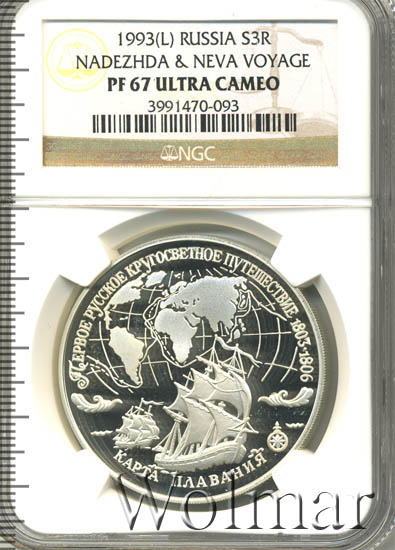 1993(L) RUSSIA S3R
NADEZHDA & NEVA VOYAGE
PF 67 ULTRA CAMEO
3991470-093
NGC
ПЕРВОЕ РУССКОЕ КРУГОСВЕТНОЕ ПУТЕШЕСТВИЕ 1803-1806
КАРТА ПЛАВАНИЯ
Wolmar